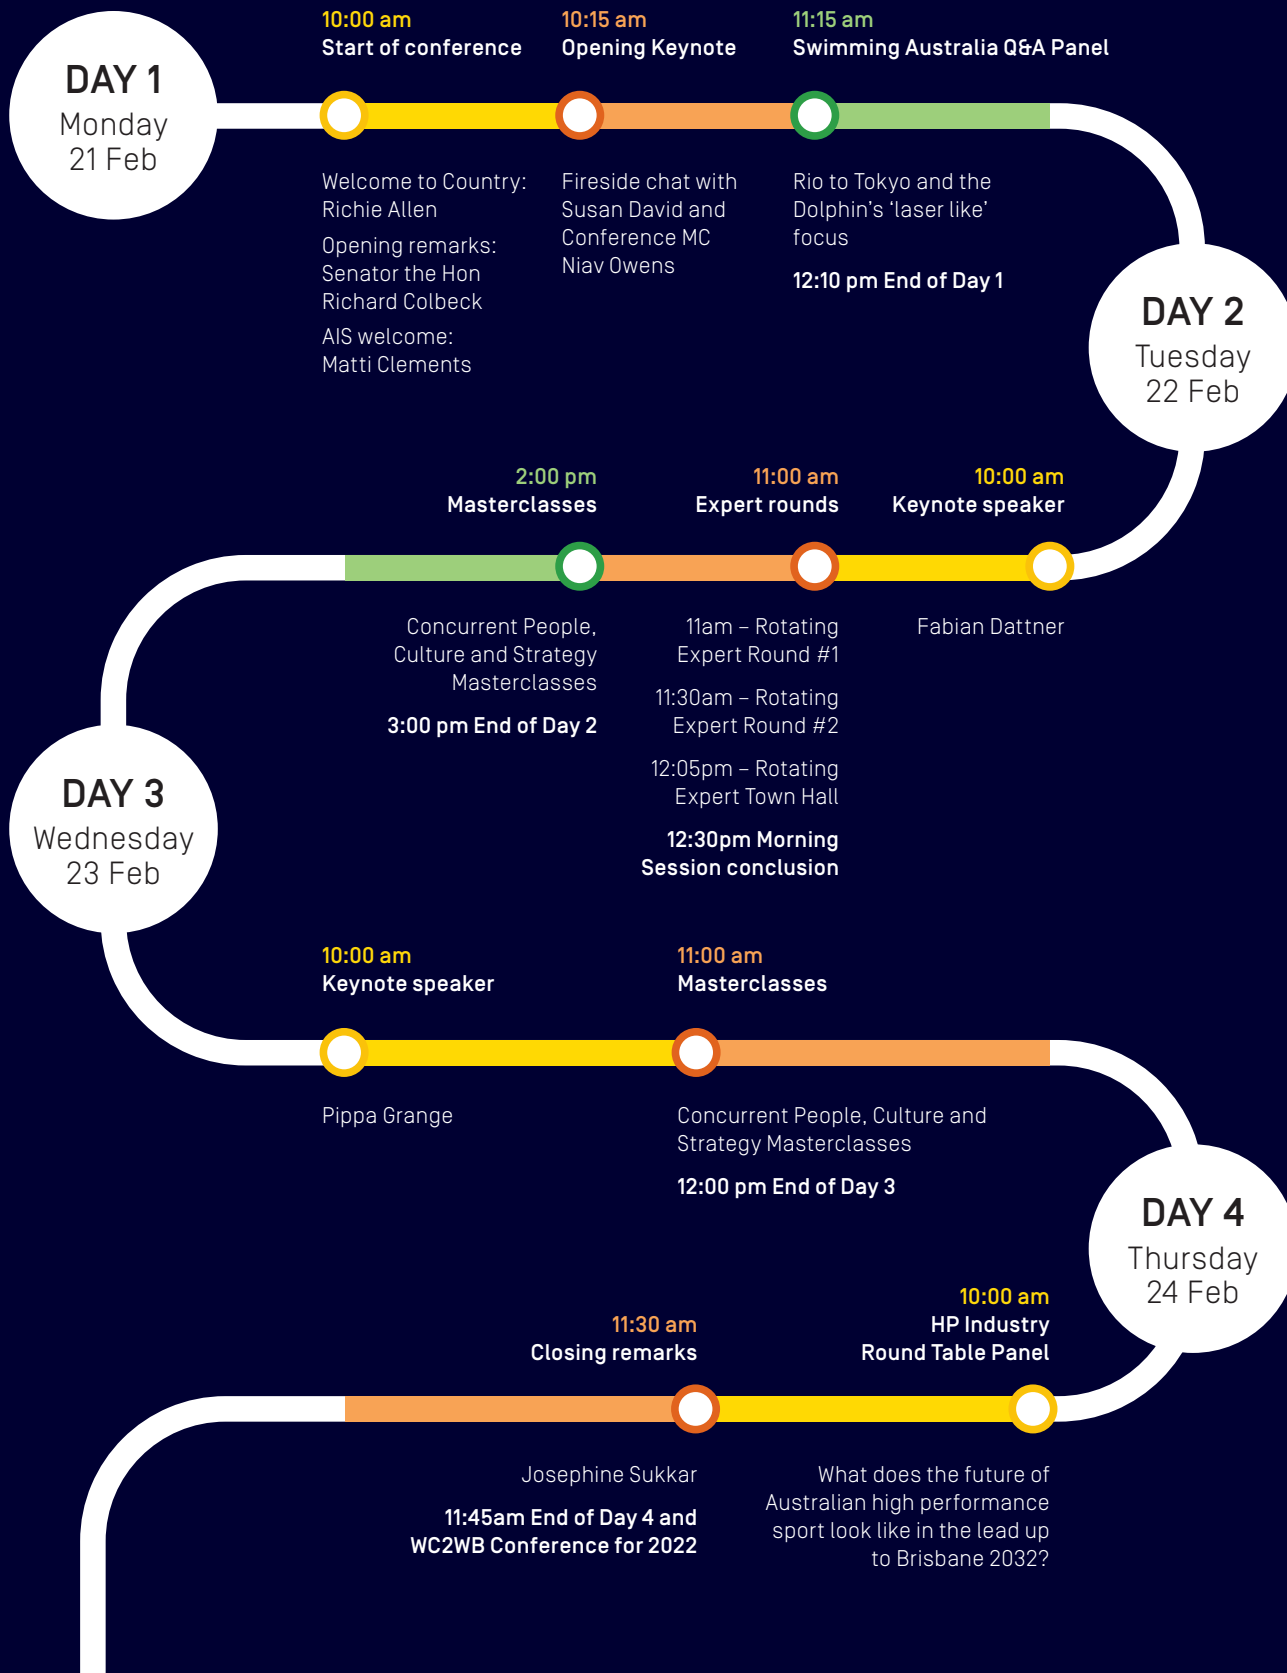 DAY 1
Monday
21 Feb
10:00 am
Start of conference
Welcome to Country:
Richie Allen
Opening remarks:
Senator the Hon
Richard Colbeck
AIS welcome:
Matti Clements
10:15 am
Opening Keynote
Fireside chat with
Susan David and
Conference MC
Niav Owens
11:15 am
Swimming Australia Q&A Panel
Rio to Tokyo and the
Dolphin's ‘laser like’
focus
12:10 pm End of Day 1
DAY 2
Tuesday
22 Feb
10:00 am
Keynote speaker
Fabian Dattner
11:00 am
Expert rounds
11am – Rotating
Expert Round #1
11:30am – Rotating
Expert Round #2
12:05pm – Rotating
Expert Town Hall
12:30pm Morning
Session conclusion
2:00 pm
Masterclasses
Concurrent People,
Culture and Strategy
Masterclasses
3:00 pm End of Day 2
DAY 3
Wednesday
23 Feb
10:00 am
Keynote speaker
Pippa Grange
11:00 am
Masterclasses
Concurrent People, Culture and
Strategy Masterclasses
12:00 pm End of Day 3
DAY 4
Thursday
24 Feb
10:00 am
HP Industry
Round Table Panel
What does the future of
Australian high performance
sport look like in the lead up
to Brisbane 2032?
11:30 am
Closing remarks
Josephine Sukkar
11:45am End of Day 4 and
WC2WB Conference for 2022